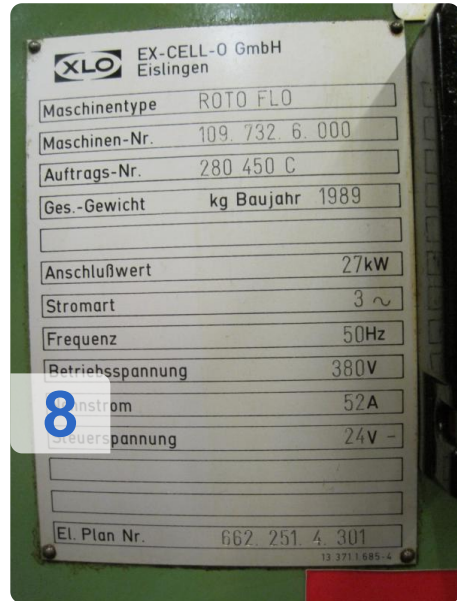 XLO EX-CELL-O GmbH
Eislingen
Maschinentype ROTO FLO
Maschinen-Nr. 109. 732. 6. 000
Auftrags-Nr. 280 450 C
Ges.-Gewicht kg Baujahr 1989
Anschlußwert 27kW
Stromart 3 ~
Frequenz 50Hz
Betriebsspannung 380V
8
strom 52A
Steuerspannung 24V -
El. Plan Nr. 662. 251. 4. 301
13 371 1.685-4